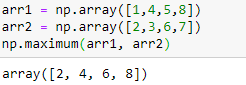 arr1 = np.array([1,4,5,8])
arr2 = np.array([2,3,6,7])
np.maximum(arr1, arr2)
array([2, 4, 6, 8])